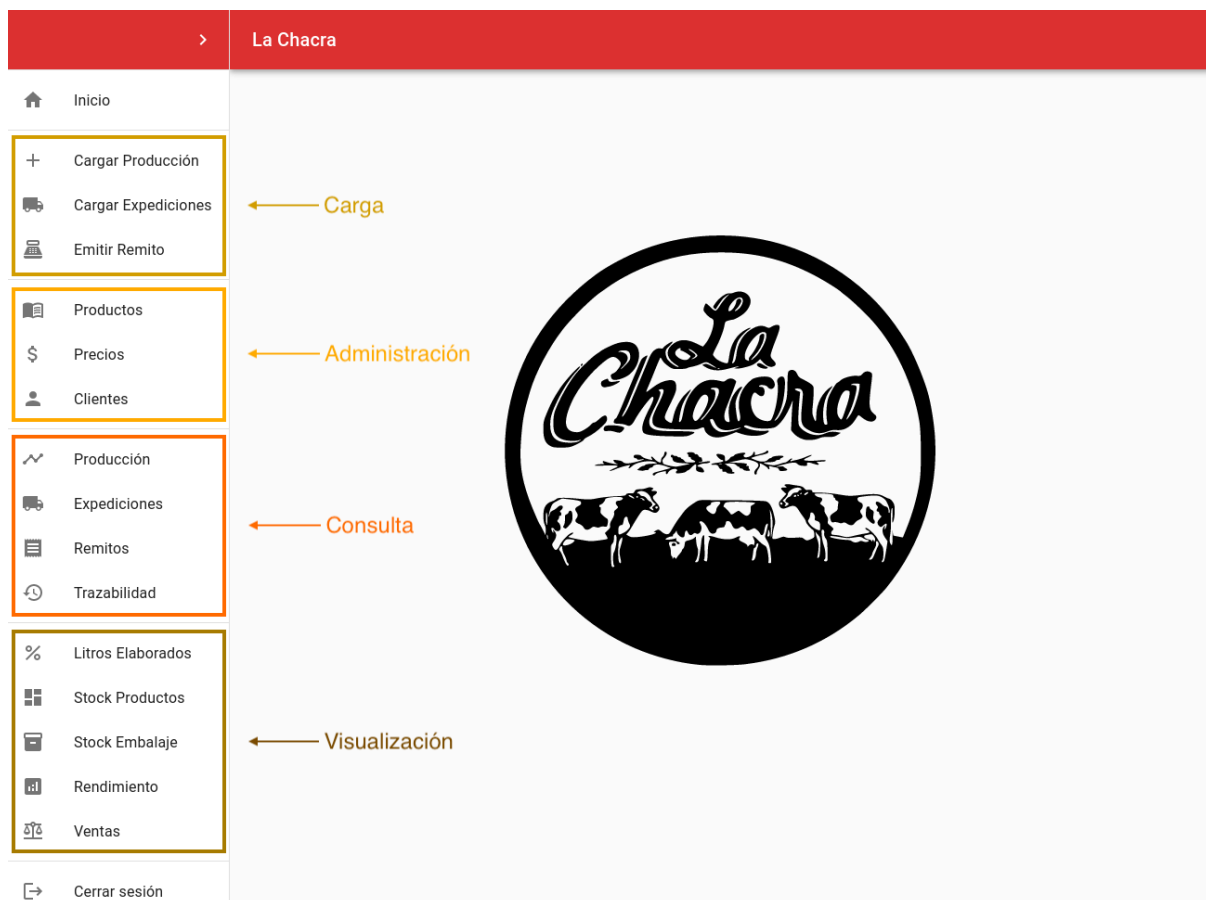 La Chacra
Inicio
Cargar Producción
Cargar Expediciones
Emitir Remito
Carga
Productos
Precios
Clientes
Administración
Producción
Expediciones
Remitos
Trazabilidad
Consulta
Litros Elaborados
Stock Productos
Stock Embalaje
Rendimiento
Ventas
Visualización
Cerrar sesión
La
Chacra